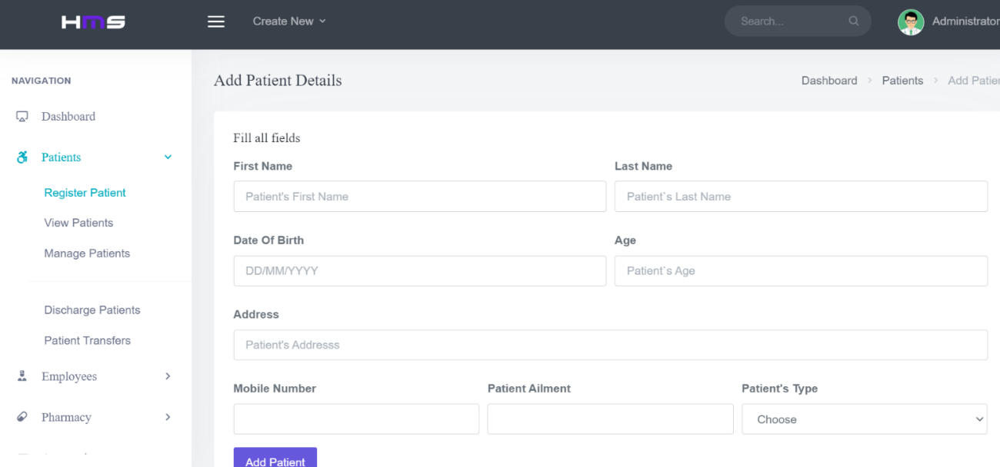 HMS
Create New
Search...
Administrator
NAVIGATION
Dashboard
Patients
Register Patient
View Patients
Manage Patients
Discharge Patients
Patient Transfers
Employees
Pharmacy
Add Patient Details
Dashboard > Patients > Add Patie
Fill all fields
First Name
Last Name
Patient's First Name
Patient`s Last Name
Date Of Birth
Age
DD/MM/YYYY
Patient`s Age
Address
Patient's Addresss
Mobile Number
Patient Ailment
Patient's Type
Choose
Add Patient